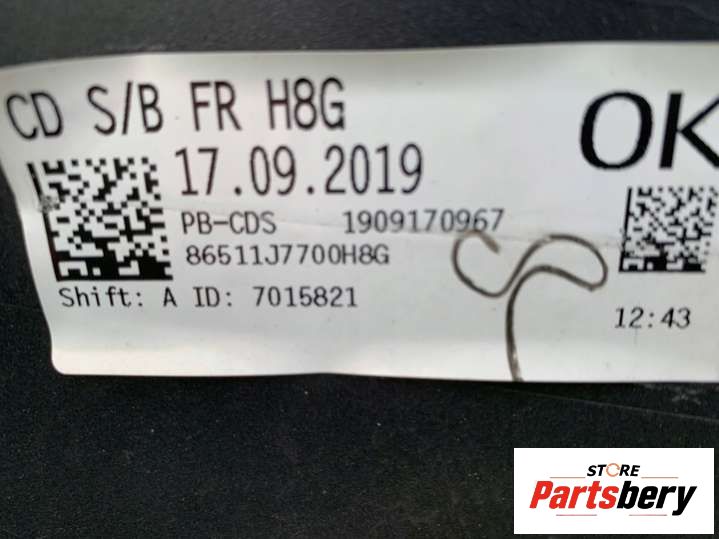 CD S/B FR H8G
OK
17.09.2019
PB-CDS 1909170967
86511J7700H8G
Shift: A ID: 7015821
12:43
STORE
Partsbery